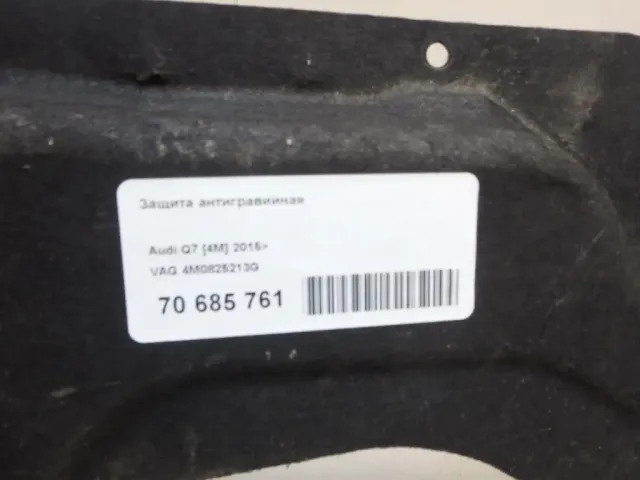 Защита антигравийная
Audi Q7 [4M] 2015>
VAG 4M0825213G
70 685 761